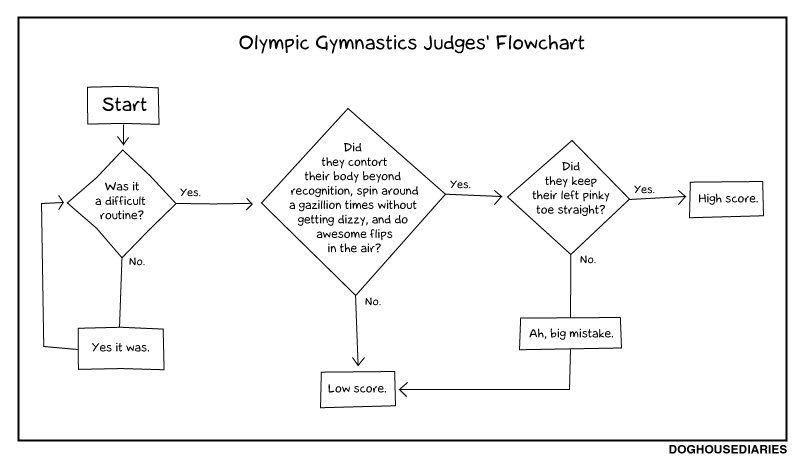 Olympic Gymnastics Judges' Flowchart
Start
Was it
a difficult
routine?
Yes.
No.
Yes it was.
Did
they contort
their body beyond
recognition, spin around
a gazillion times without
getting dizzy, and do
awesome flips
in the air?
Yes.
No.
Low score.
Did
they keep
their left pinky
toe straight?
Yes.
No.
Ah, big mistake.
High score.
DOGHOUSEDIARIES